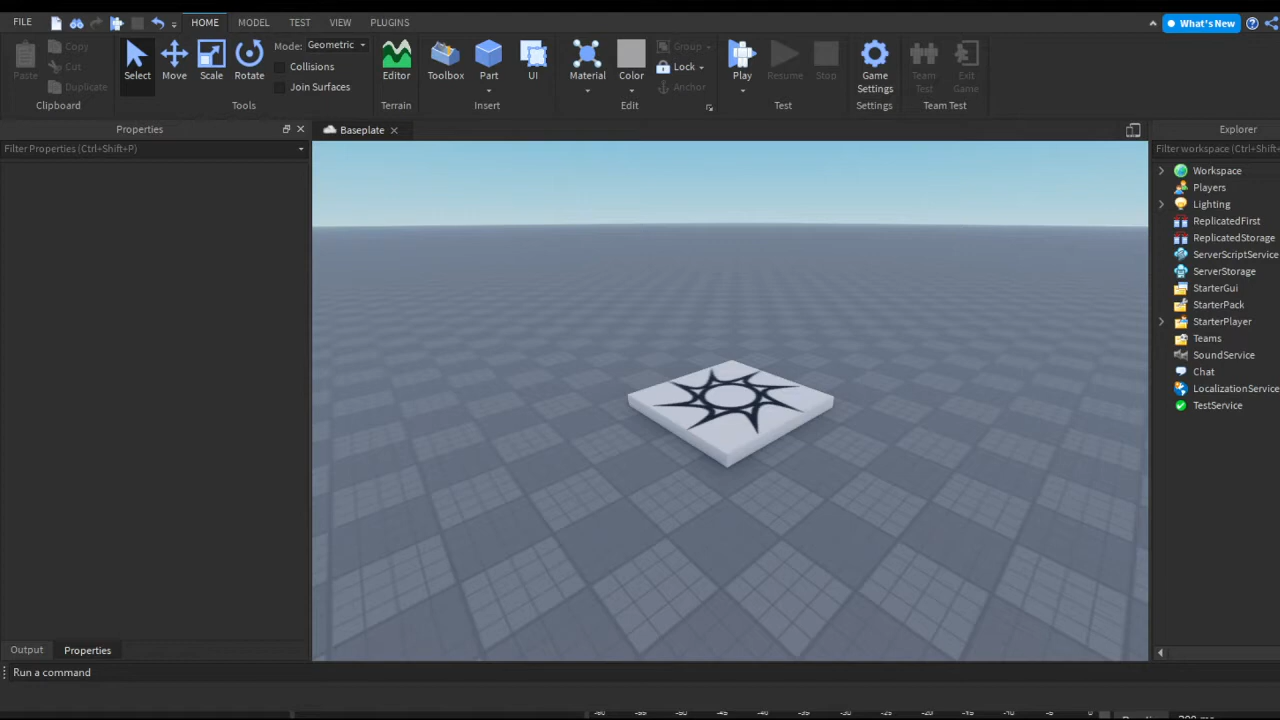 FILE HOME MODEL TEST VIEW PLUGINS What's New
Paste Copy Cut Duplicate Clipboard
Select Move Scale Rotate Mode: Geometric Collisions Join Surfaces Tools
Editor Terrain
Toolbox Part UI Insert
Material Color Group Lock Anchor Edit
Play Resume Stop Test
Game Settings Settings
Team Test Exit Game Team Test
Properties
Filter Properties (Ctrl+Shift+P)
Baseplate
Explorer
Filter workspace (Ctrl+Shift+
Workspace
Players
Lighting
ReplicatedFirst
ReplicatedStorage
ServerScriptService
ServerStorage
StarterGui
StarterPack
StarterPlayer
Teams
SoundService
Chat
LocalizationService
TestService
Output Properties
Run a command